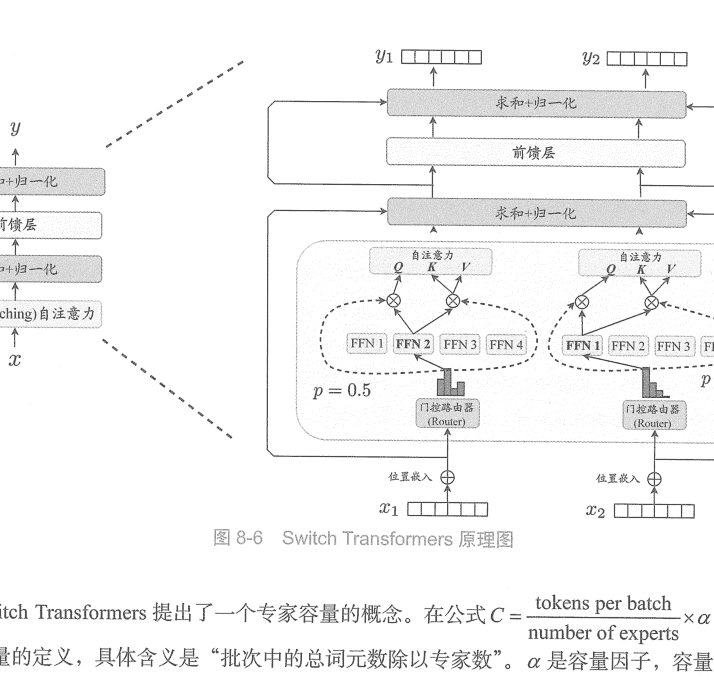 y₁
y₂
求和+归一化
前馈层
求和+归一化
自注意力
Q K V
自注意力
Q K V
FFN 1 FFN 2 FFN 3 FFN 4
FFN 1 FFN 2 FFN 3
p = 0.5
p
门控路由器
(Router)
门控路由器
(Router)
位置嵌入
位置嵌入
x₁
x₂
y
和+归一化
前馈层
和+归一化
ching)自注意力
x
图 8-6 Switch Transformers 原理图
itch Transformers 提出了一个专家容量的概念。在公式 C = tokens per batch / number of experts × α
量的定义，具体含义是“批次中的总词元数除以专家数”。α 是容量因子，容量